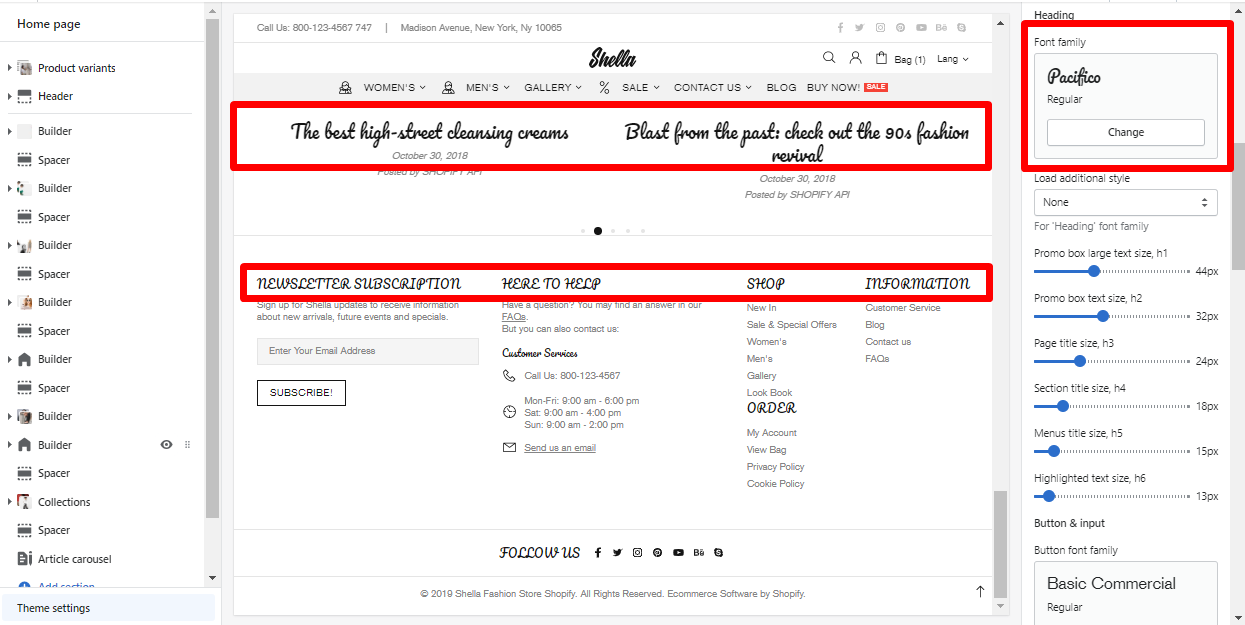 Home page
Product variants
Header
Builder
Spacer
Builder
Spacer
Builder
Spacer
Builder
Spacer
Builder
Spacer
Builder
Builder
Spacer
Collections
Spacer
Article carousel
Add section
Theme settings
Call Us: 800-123-4567 747 | Madison Avenue, New York, Ny 10065
Shella
Bag (1) Lang
WOMEN'S MEN'S GALLERY % SALE CONTACT US BLOG BUY NOW! SALE
The best high-street cleansing creams
October 30, 2018
Posted by SHOPIFY API
Blast from the past: check out the 90s fashion
revival
October 30, 2018
Posted by SHOPIFY API
NEWSLETTER SUBSCRIPTION
Sign up for Shella updates to receive information
about new arrivals, future events and specials.
Enter Your Email Address
SUBSCRIBE!
HERE TO HELP
Have a question? You may find an answer in our
FAQs.
But you can also contact us:
Customer Services
Call Us: 800-123-4567
Mon-Fri: 9:00 am - 6:00 pm
Sat: 9:00 am - 4:00 pm
Sun: 9:00 am - 2:00 pm
Send us an email
SHOP
New In
Sale & Special Offers
Women's
Men's
Gallery
Look Book
ORDER
My Account
View Bag
Privacy Policy
Cookie Policy
INFORMATION
Customer Service
Blog
Contact us
FAQs
FOLLOW US
© 2019 Shella Fashion Store Shopify. All Rights Reserved. Ecommerce Software by Shopify.
Heading
Font family
Pacifico
Regular
Change
Load additional style
None
For 'Heading' font family
Promo box large text size, h1
44px
Promo box text size, h2
32px
Page title size, h3
24px
Section title size, h4
18px
Menus title size, h5
15px
Highlighted text size, h6
13px
Button & input
Button font family
Basic Commercial
Regular